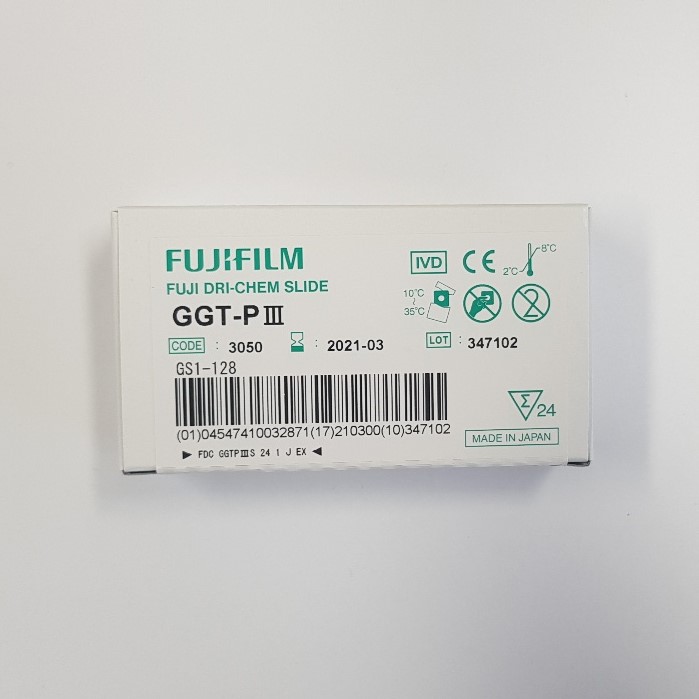 FUJIFILM
IVD CE 2℃ 8℃
FUJI DRI-CHEM SLIDE
GGT-PⅢ
10℃ ~ 35℃ 2
CODE : 3050 : 2021-03 LOT : 347102
GS1-128
Σ 24
(01)04547410032871(17)210300(10)347102
MADE IN JAPAN
▶ FDC GGTPⅢS 24 1 J EX ◀